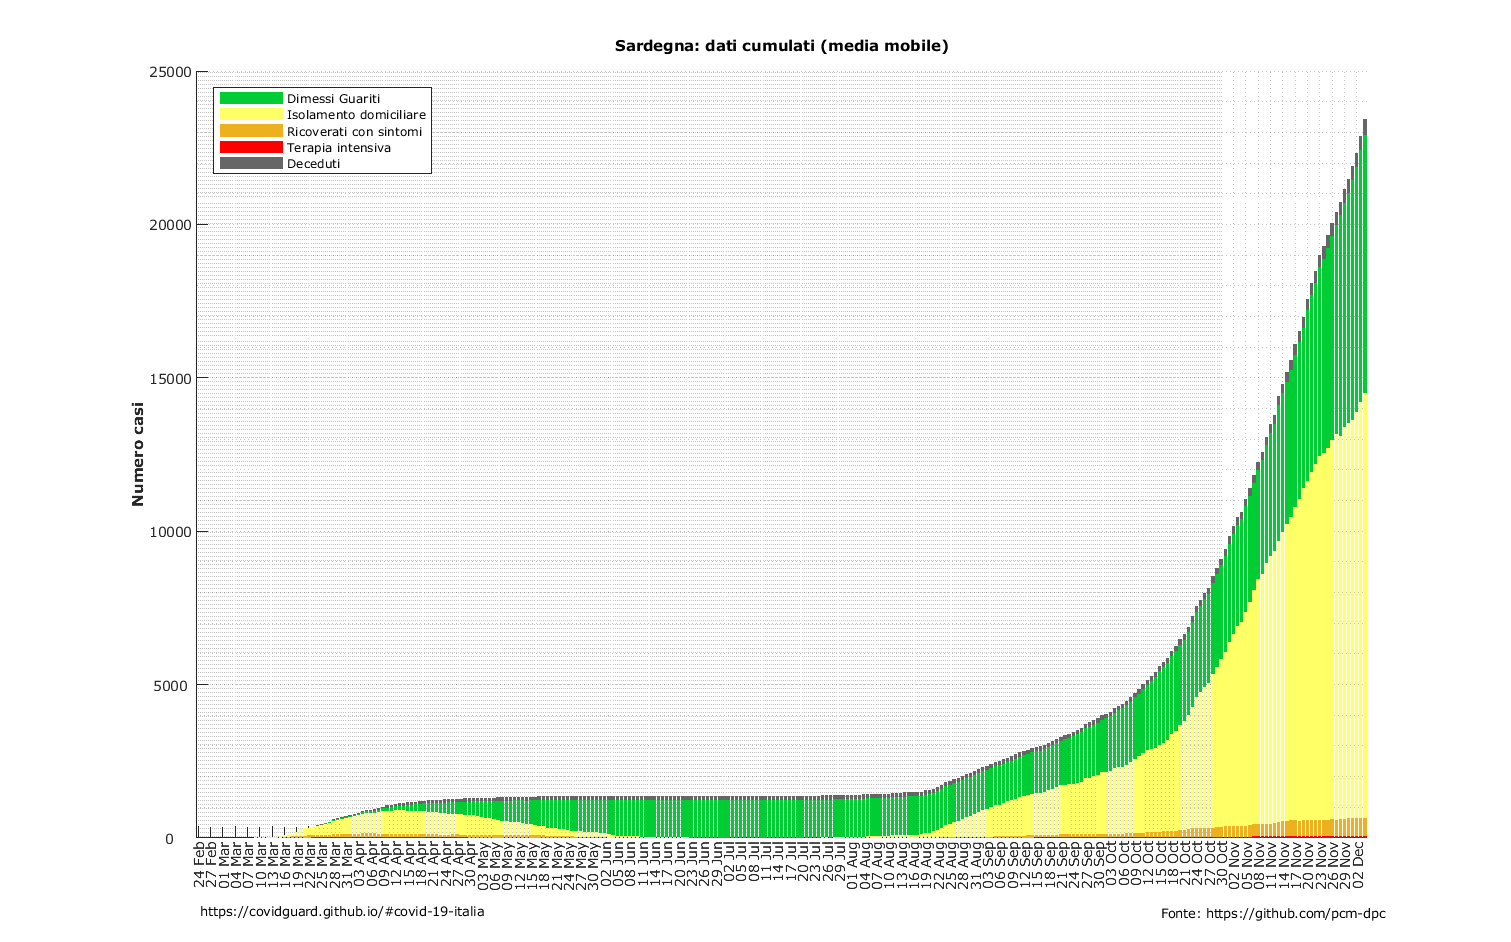 Sardegna: dati cumulati (media mobile)
25000
20000
15000
10000
5000
0
Numero casi
Dimessi Guariti
Isolamento domiciliare
Ricoverati con sintomi
Terapia intensiva
Deceduti
24 Feb
27 Feb
01 Mar
04 Mar
07 Mar
10 Mar
13 Mar
16 Mar
19 Mar
22 Mar
25 Mar
28 Mar
31 Mar
03 Apr
06 Apr
09 Apr
12 Apr
15 Apr
18 Apr
21 Apr
24 Apr
27 Apr
30 Apr
03 May
06 May
09 May
12 May
15 May
18 May
21 May
24 May
27 May
30 May
02 Jun
05 Jun
08 Jun
11 Jun
14 Jun
17 Jun
20 Jun
23 Jun
26 Jun
29 Jun
02 Jul
05 Jul
08 Jul
11 Jul
14 Jul
17 Jul
20 Jul
23 Jul
26 Jul
29 Jul
01 Aug
04 Aug
07 Aug
10 Aug
13 Aug
16 Aug
19 Aug
22 Aug
25 Aug
28 Aug
31 Aug
03 Sep
06 Sep
09 Sep
12 Sep
15 Sep
18 Sep
21 Sep
24 Sep
27 Sep
30 Sep
03 Oct
06 Oct
09 Oct
12 Oct
15 Oct
18 Oct
21 Oct
24 Oct
27 Oct
30 Oct
02 Nov
05 Nov
08 Nov
11 Nov
14 Nov
17 Nov
20 Nov
23 Nov
26 Nov
29 Nov
02 Dec
https://covidguard.github.io/#covid-19-italia
Fonte: https://github.com/pcm-dpc